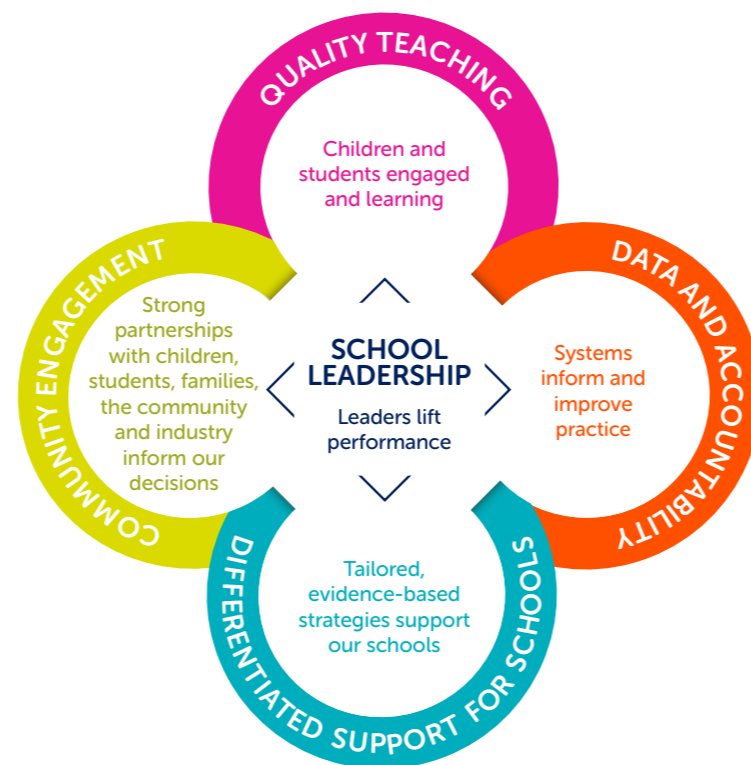 QUALITY TEACHING
Children and
students engaged
and learning
COMMUNITY ENGAGEMENT
Strong
partnerships
with children,
students, families,
the community
and industry
inform our
decisions
SCHOOL
LEADERSHIP
Leaders lift
performance
DATA AND ACCOUNTABILITY
Systems
inform and
improve
practice
DIFFERENTIATED SUPPORT FOR SCHOOLS
Tailored,
evidence-based
strategies support
our schools